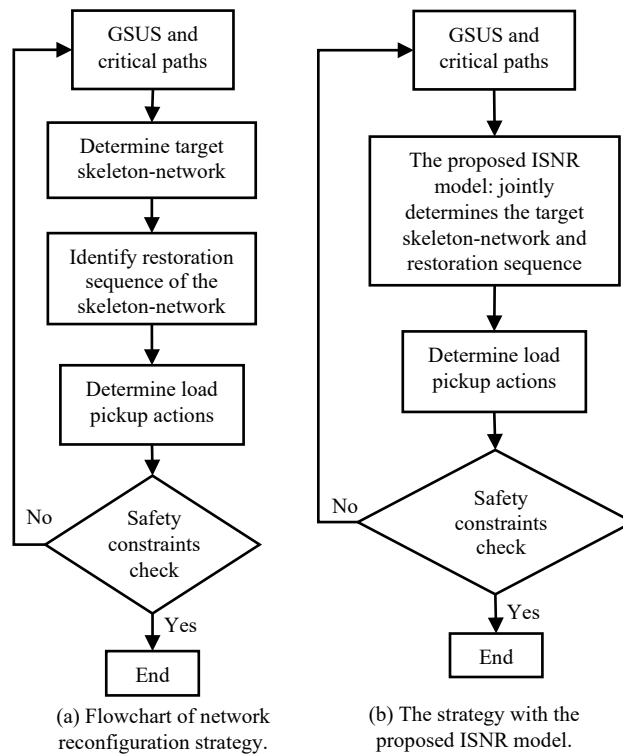 GSUS and
critical paths
Determine target
skeleton-network
Identify restoration
sequence of the
skeleton-network
Determine load
pickup actions
No
Safety
constraints
check
Yes
End
(a) Flowchart of network
reconfiguration strategy.
GSUS and
critical paths
The proposed ISNR
model: jointly
determines the target
skeleton-network and
restoration sequence
Determine load
pickup actions
No
Safety
constraints
check
Yes
End
(b) The strategy with the
proposed ISNR model.